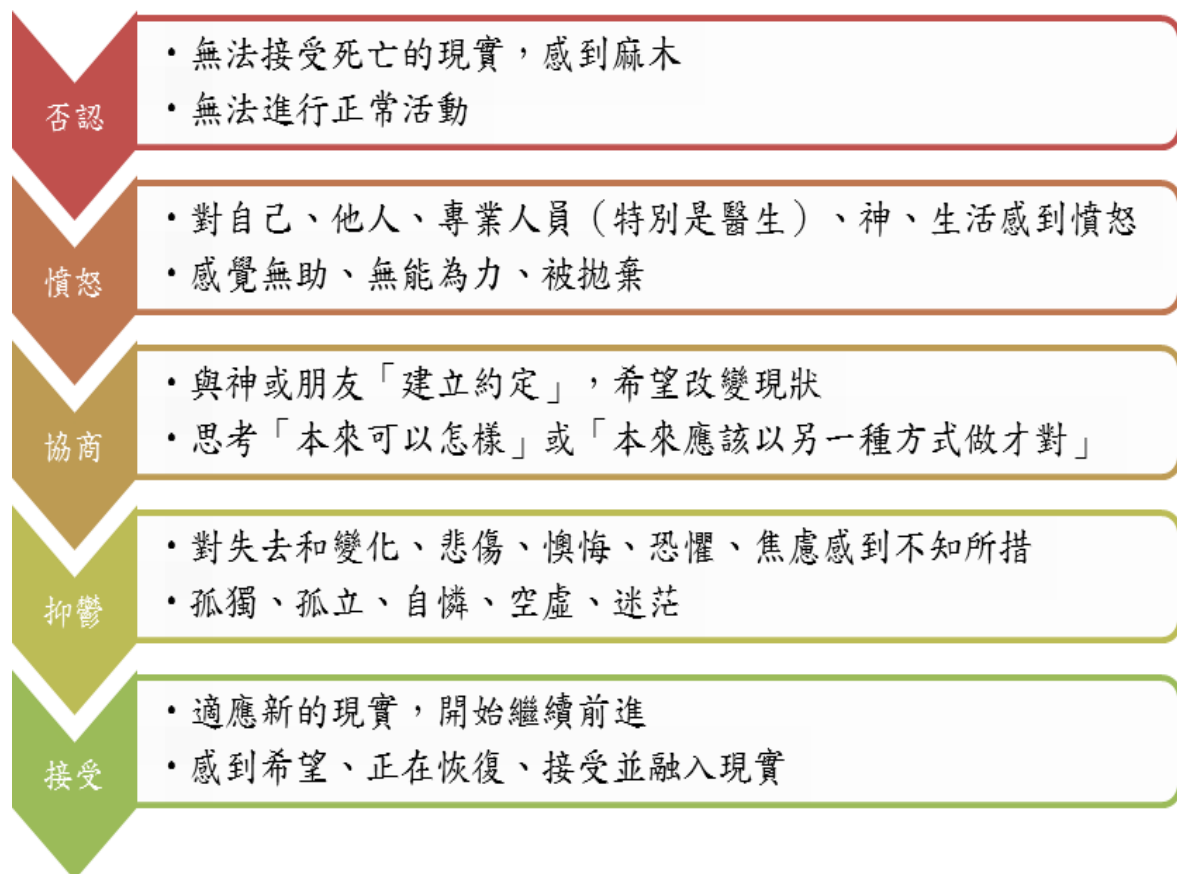 否認
・無法接受死亡的現實，感到麻木
・無法進行正常活動
憤怒
・對自己、他人、專業人員（特別是醫生）、神、生活感到憤怒
・感覺無助、無能為力、被拋棄
協商
・與神或朋友「建立約定」，希望改變現狀
・思考「本來可以怎樣」或「本來應該以另一種方式做才對」
抑鬱
・對失去和變化、悲傷、懊悔、恐懼、焦慮感到不知所措
・孤獨、孤立、自憐、空虛、迷茫
接受
・適應新的現實，開始繼續前進
・感到希望、正在恢復、接受並融入現實